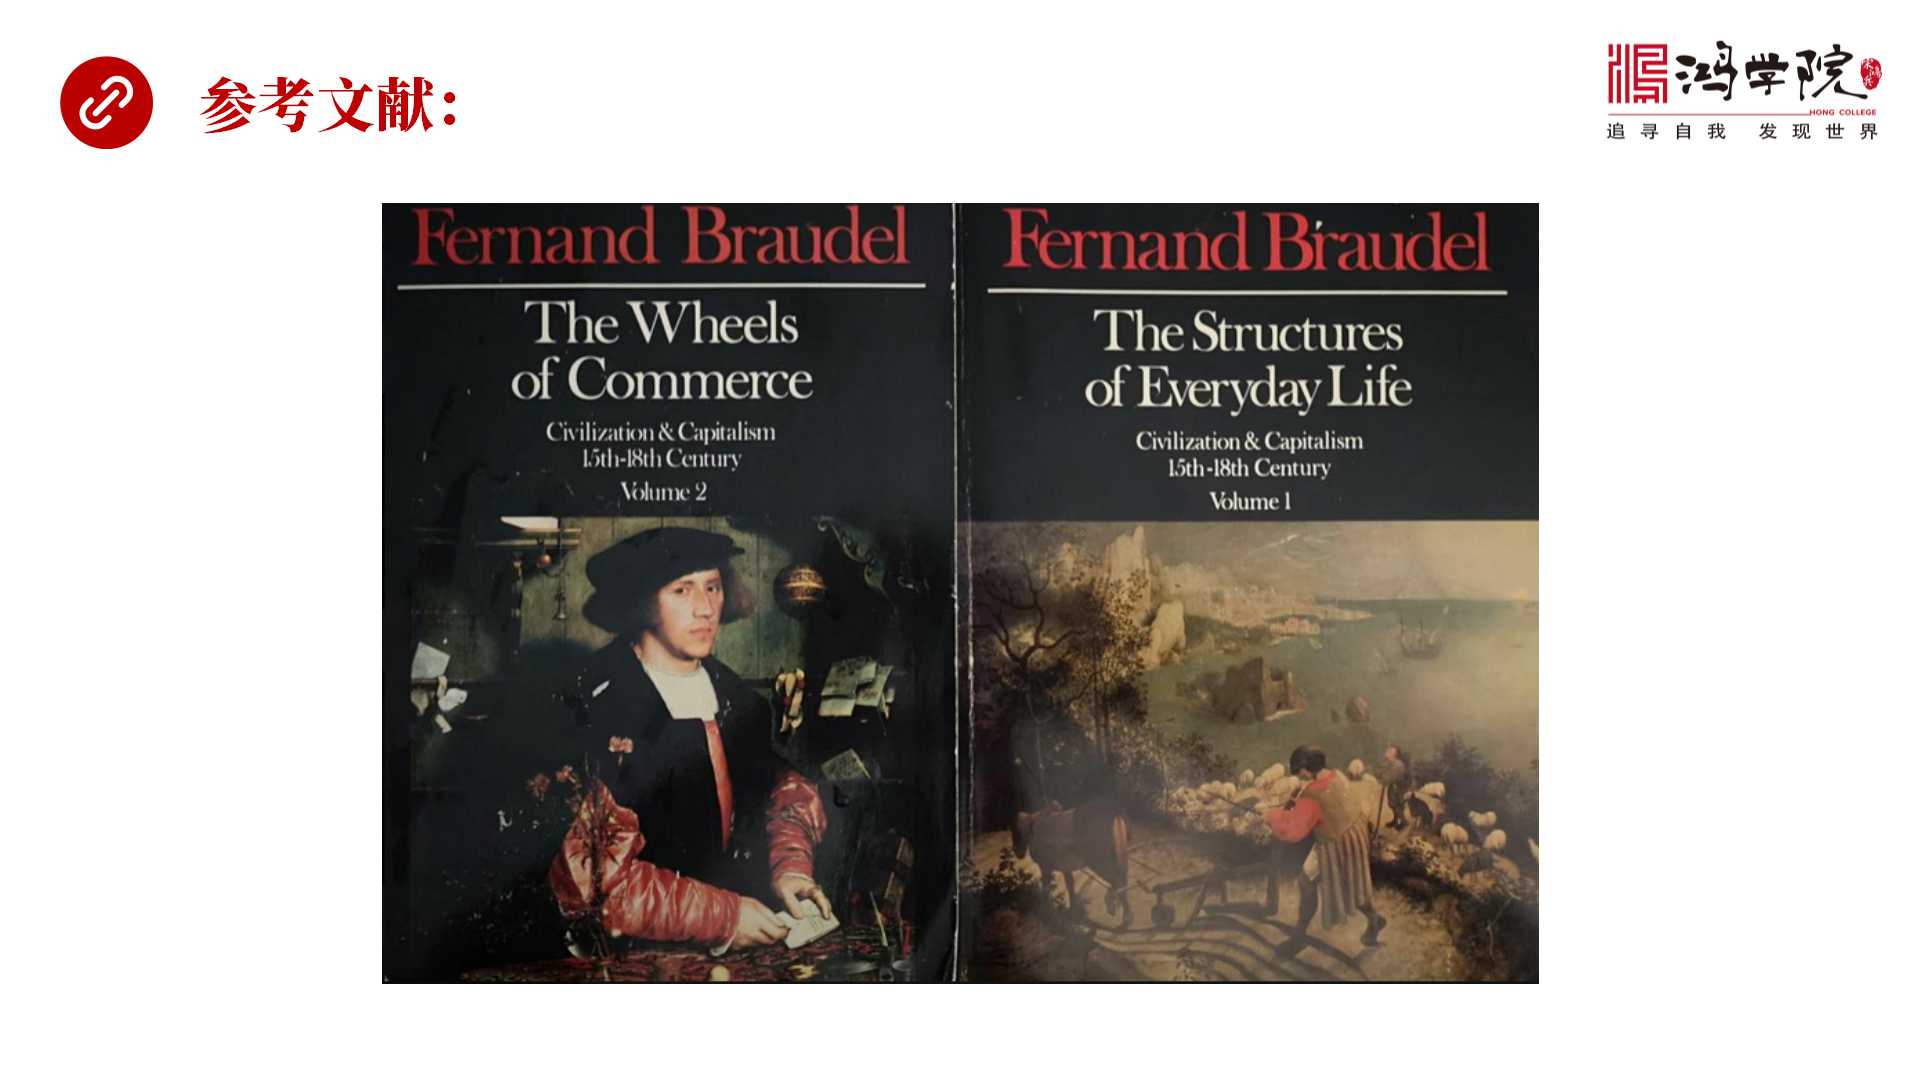 参考文献：
鸿学院
HONG COLLEGE
追寻自我 发现世界
Fernand Braudel
The Wheels
of Commerce
Civilization & Capitalism
15th-18th Century
Volume 2
Fernand Braudel
The Structures
of Everyday Life
Civilization & Capitalism
15th-18th Century
Volume 1